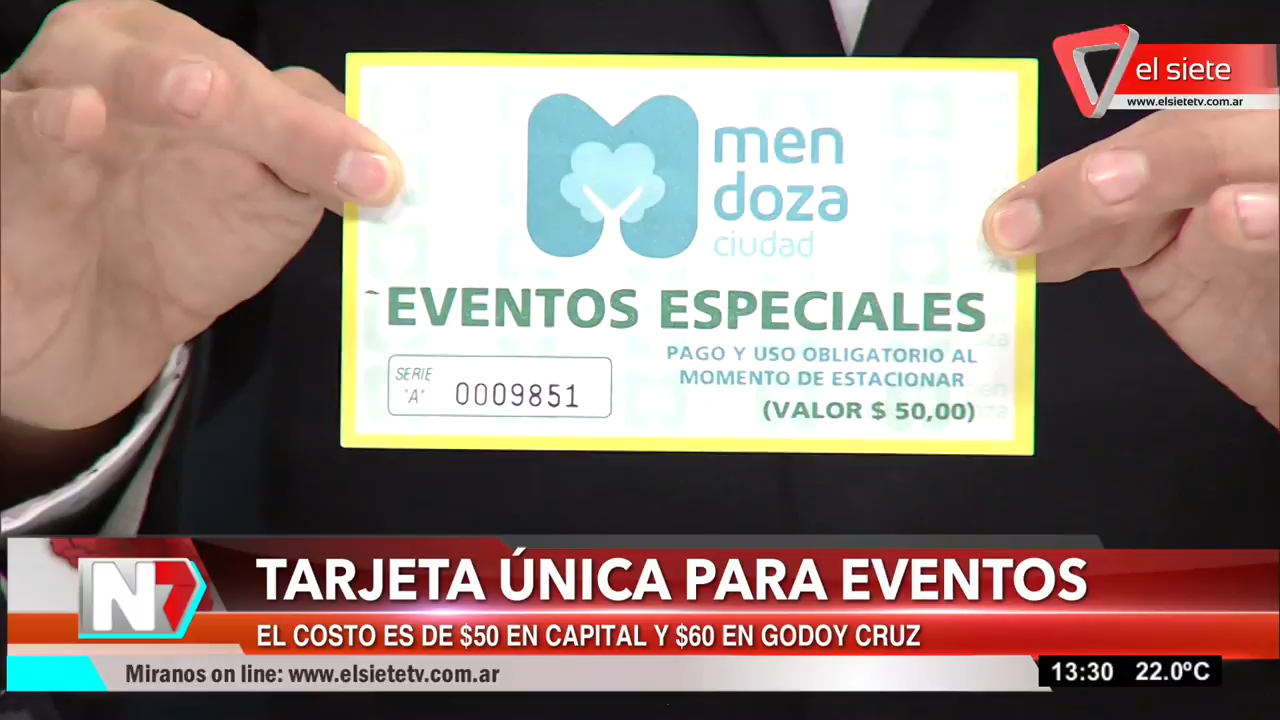 el siete
www.elsietetv.com.ar
men
doza
ciudad
EVENTOS ESPECIALES
PAGO Y USO OBLIGATORIO AL
MOMENTO DE ESTACIONAR
(VALOR $ 50,00)
SERIE
"A"
0009851
N7
TARJETA ÚNICA PARA EVENTOS
EL COSTO ES DE $50 EN CAPITAL Y $60 EN GODOY CRUZ
Miranos on line: www.elsietetv.com.ar
13:30 22.0ºC